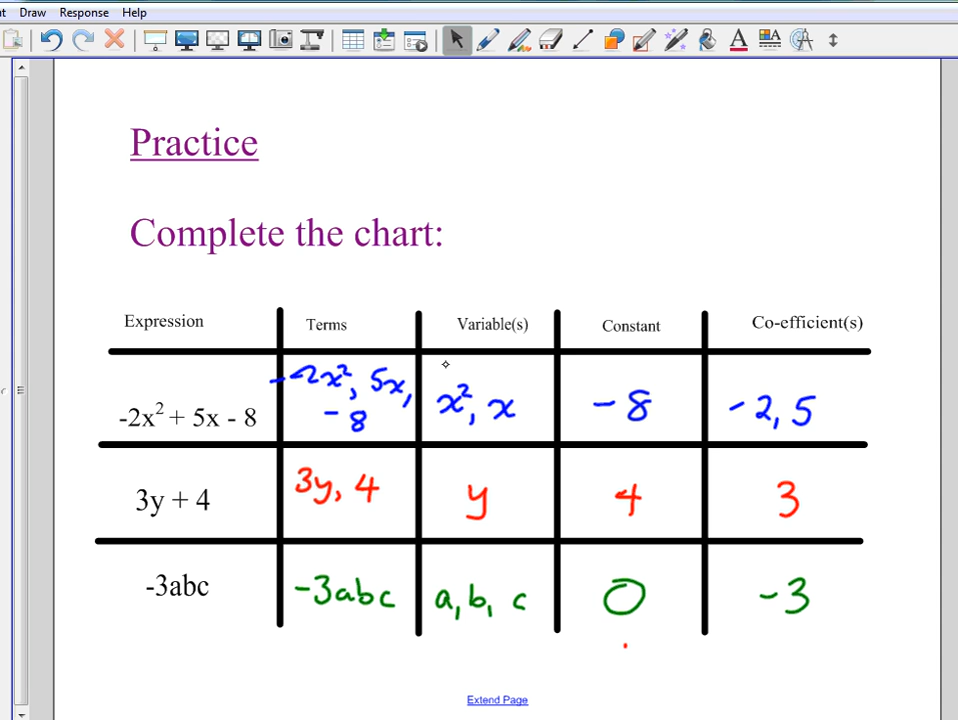 Draw Response Help
Practice
Complete the chart:
Expression Terms Variable(s) Constant Co-efficient(s)
-2x² + 5x - 8 -2x², 5x, -8 x², x -8 -2, 5
3y + 4 3y, 4 y 4 3
-3abc -3abc a, b, c 0 -3
Extend Page